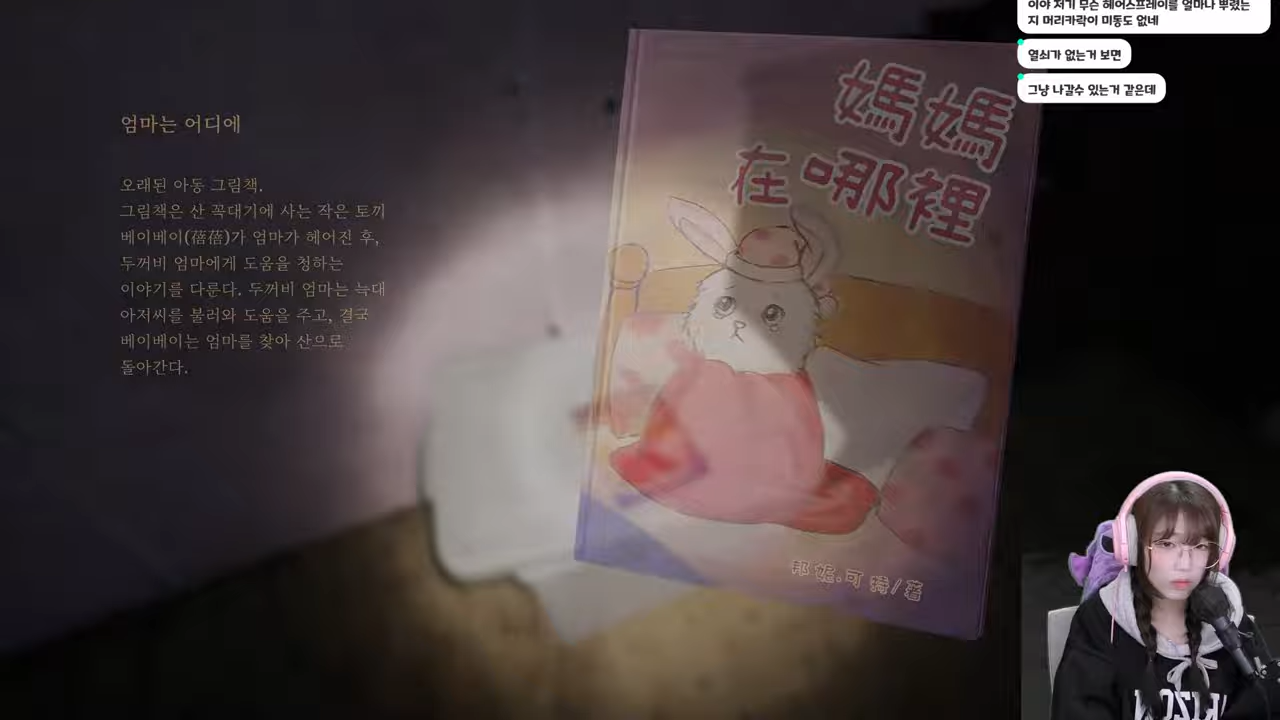 엄마는 어디에
오래된 아동 그림책.
그림책은 산 꼭대기에 사는 작은 토끼
베이베이(蓓蓓)가 엄마가 헤어진 후,
두꺼비 엄마에게 도움을 청하는
이야기를 다룬다. 두꺼비 엄마는 늑대
아저씨를 불러와 도움을 주고, 결국
베이베이는 엄마를 찾아 산으로
돌아간다.
媽媽
在哪裡
邦妮·可特/著
이야 저기 무슨 헤어스프레이를 얼마나 뿌렸는
지 머리카락이 미동도 없네
열쇠가 없는거 보면
그냥 나갈수 있는거 같은데